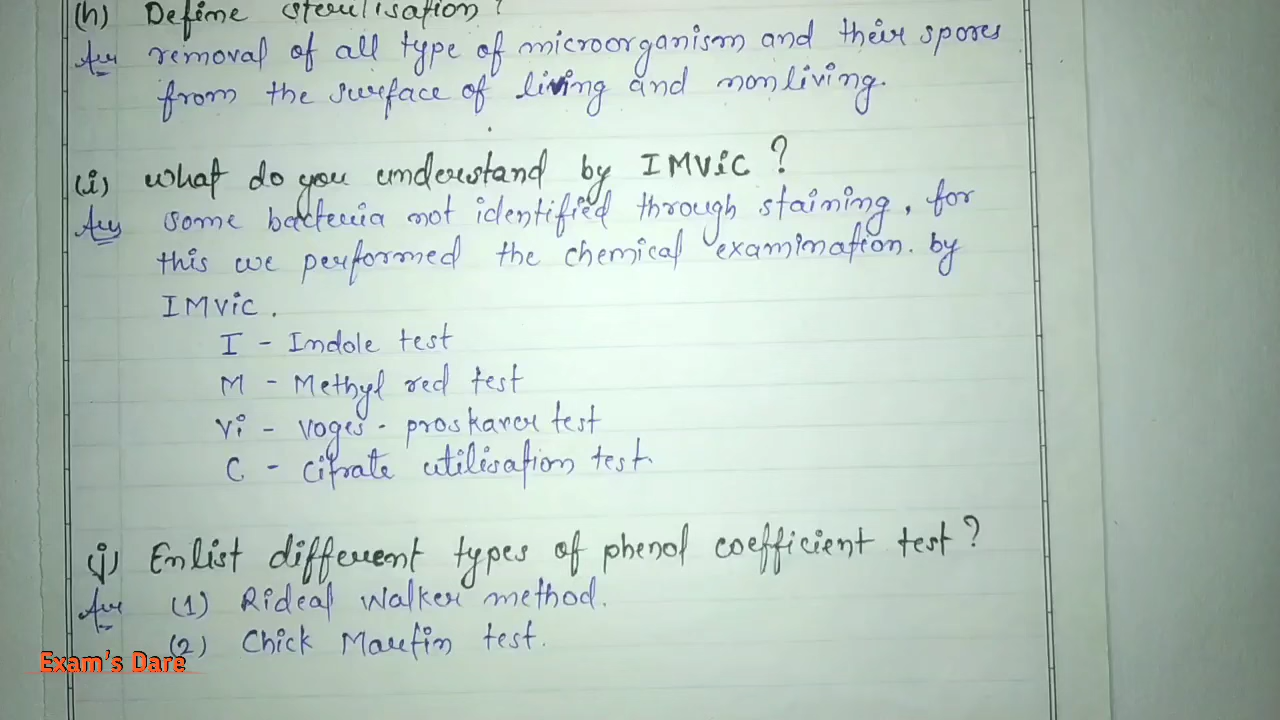 (h) Define sterilisation?
Ans removal of all type of microorganism and their spores
from the surface of living and nonliving.
(i) What do you understand by IMViC ?
Ans some bacteria not identified through staining, for
this we performed the chemical examination. by
IMVic.
I - Indole test
M - Methyl red test
Vi - Voges - proskaver test
C - Citrate utilisation test.
(j) Enlist different types of phenol coefficient test?
Ans (1) Rideal Walker method.
(2) Chick Martin test.
Exam's Dare